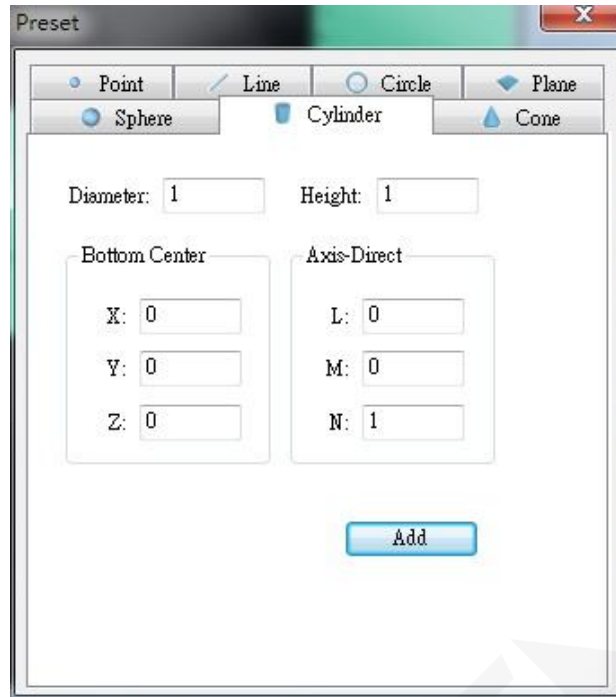 Preset
Point Line Circle Plane
Sphere Cylinder Cone
Diameter: 1 Height: 1
Bottom Center Axis-Direct
X: 0 L: 0
Y: 0 M: 0
Z: 0 N: 1
Add